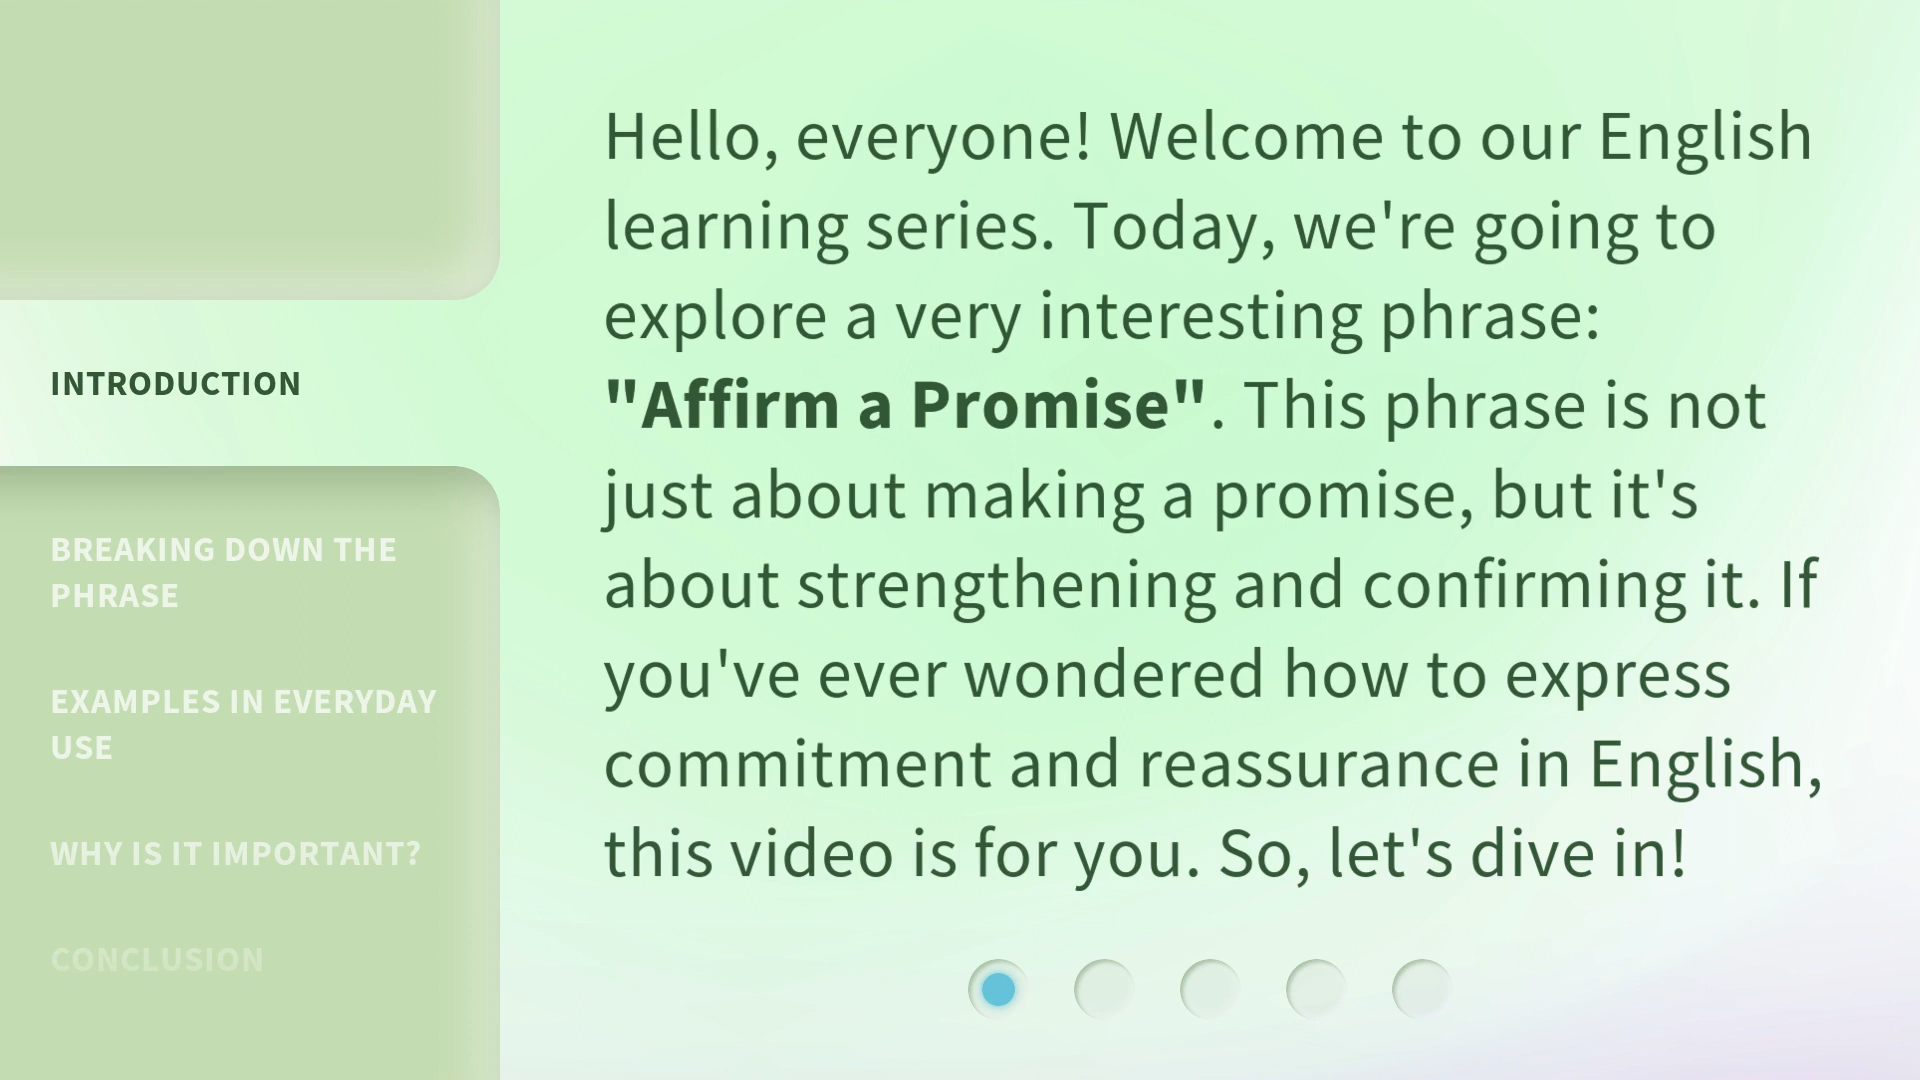 INTRODUCTION
BREAKING DOWN THE
PHRASE
EXAMPLES IN EVERYDAY
USE
WHY IS IT IMPORTANT?
CONCLUSION
Hello, everyone! Welcome to our English
learning series. Today, we're going to
explore a very interesting phrase:
"Affirm a Promise". This phrase is not
just about making a promise, but it's
about strengthening and confirming it. If
you've ever wondered how to express
commitment and reassurance in English,
this video is for you. So, let's dive in!